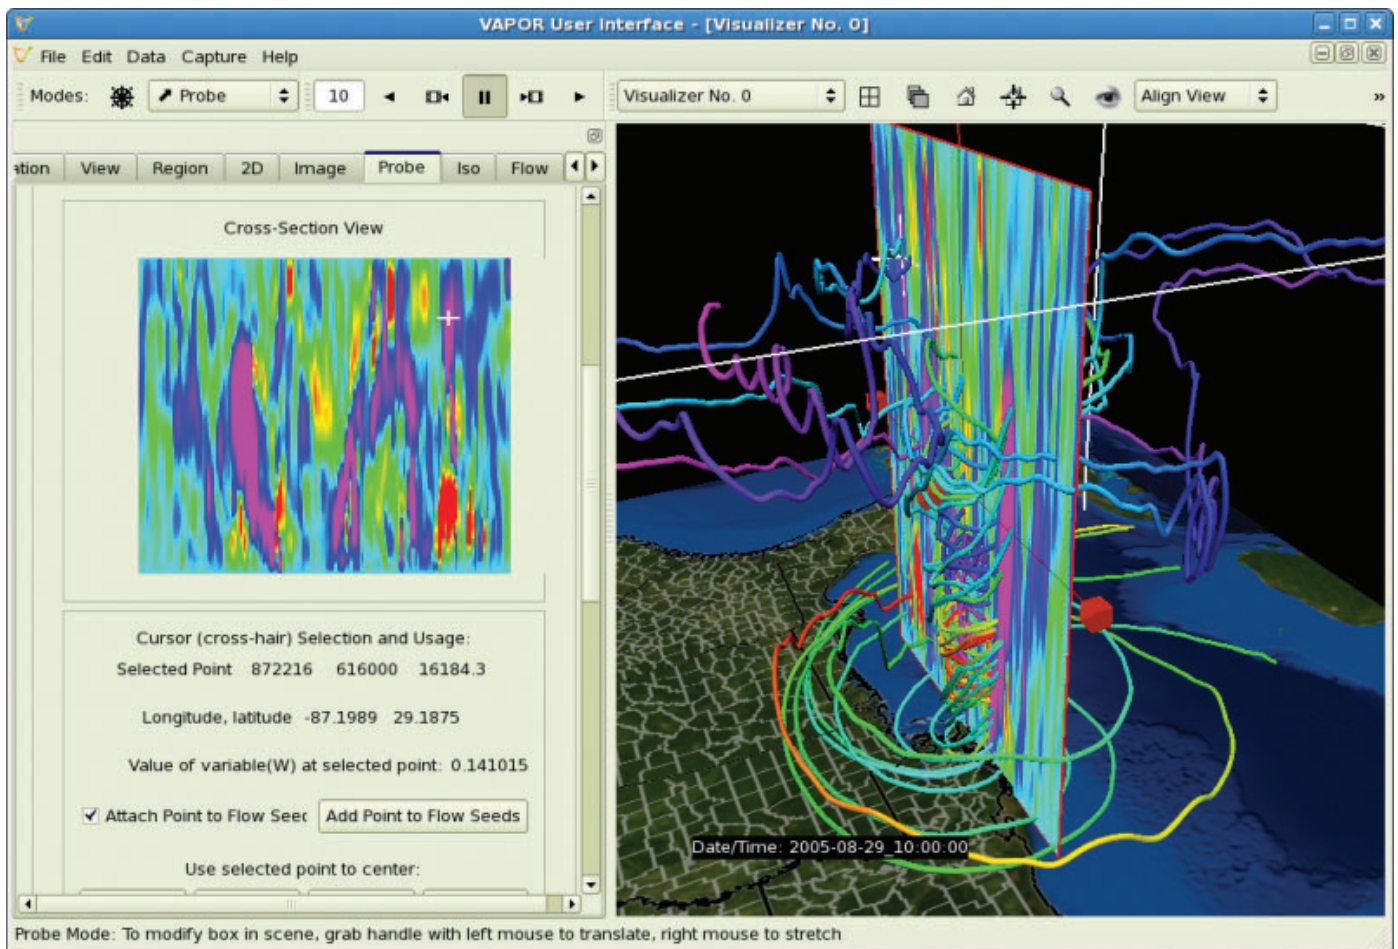 VAPOR User Interface - [Visualizer No. 0]
File Edit Data Capture Help
Modes: Probe 10 Visualizer No. 0 Align View »
ation View Region 2D Image Probe Iso Flow
Cross-Section View
Cursor (cross-hair) Selection and Usage:
Selected Point 872216 616000 16184.3
Longitude, latitude -87.1989 29.1875
Value of variable(W) at selected point: 0.141015
Attach Point to Flow Seec Add Point to Flow Seeds
Use selected point to center:
Date/Time: 2005-08-29_10:00:00
Probe Mode: To modify box in scene, grab handle with left mouse to translate, right mouse to stretch